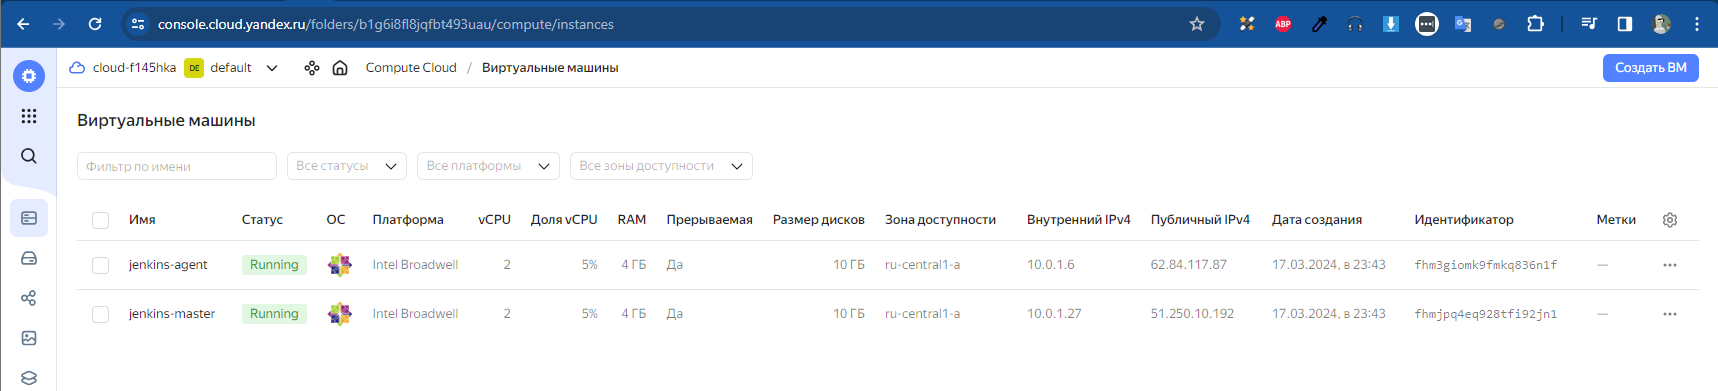 console.cloud.yandex.ru/folders/b1g6i8fl8jqfbt493uau/compute/instances
ABP
cloud-f145hka DE default Compute Cloud / Виртуальные машины Создать ВМ
Виртуальные машины
Фильтр по имени Все статусы Все платформы Все зоны доступности
Имя Статус ОС Платформа vCPU Доля vCPU RAM Прерываемая Размер дисков Зона доступности Внутренний IPv4 Публичный IPv4 Дата создания Идентификатор Метки
jenkins-agent Running Intel Broadwell 2 5% 4 ГБ Да 10 ГБ ru-central1-a 10.0.1.6 62.84.117.87 17.03.2024, в 23:43 fhm3giomk9fmkq836n1f —
jenkins-master Running Intel Broadwell 2 5% 4 ГБ Да 10 ГБ ru-central1-a 10.0.1.27 51.250.10.192 17.03.2024, в 23:43 fhmjpq4eq928tfi92jn1 —